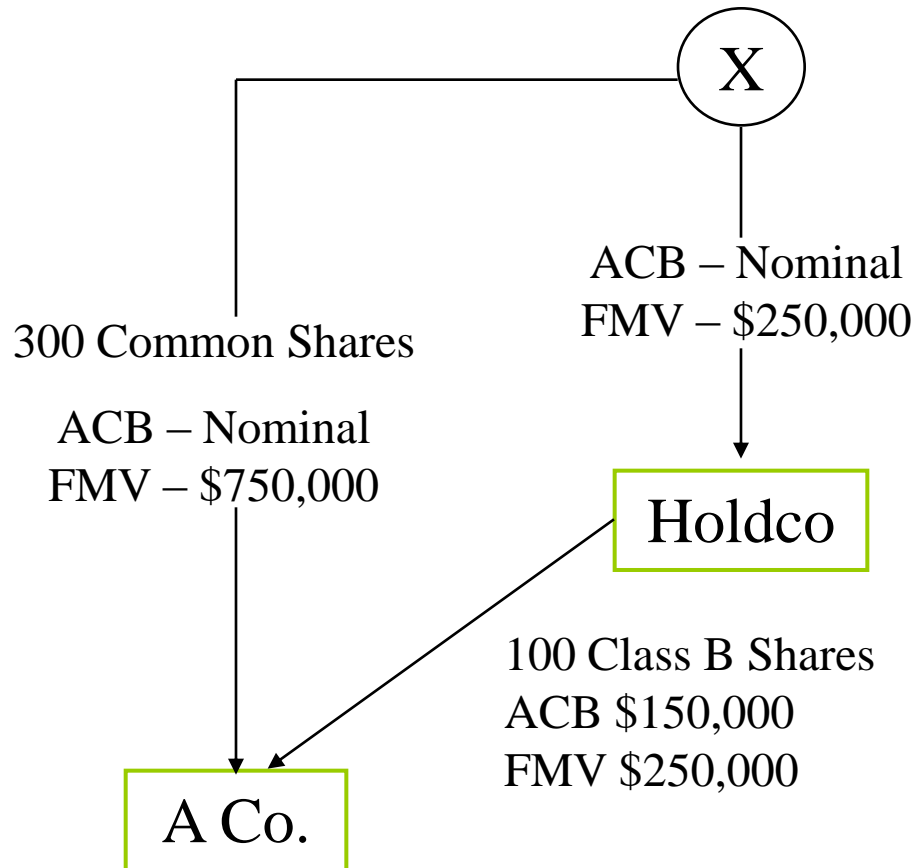 X
ACB – Nominal
FMV – $250,000
300 Common Shares
ACB – Nominal
FMV – $750,000
Holdco
100 Class B Shares
ACB $150,000
FMV $250,000
A Co.